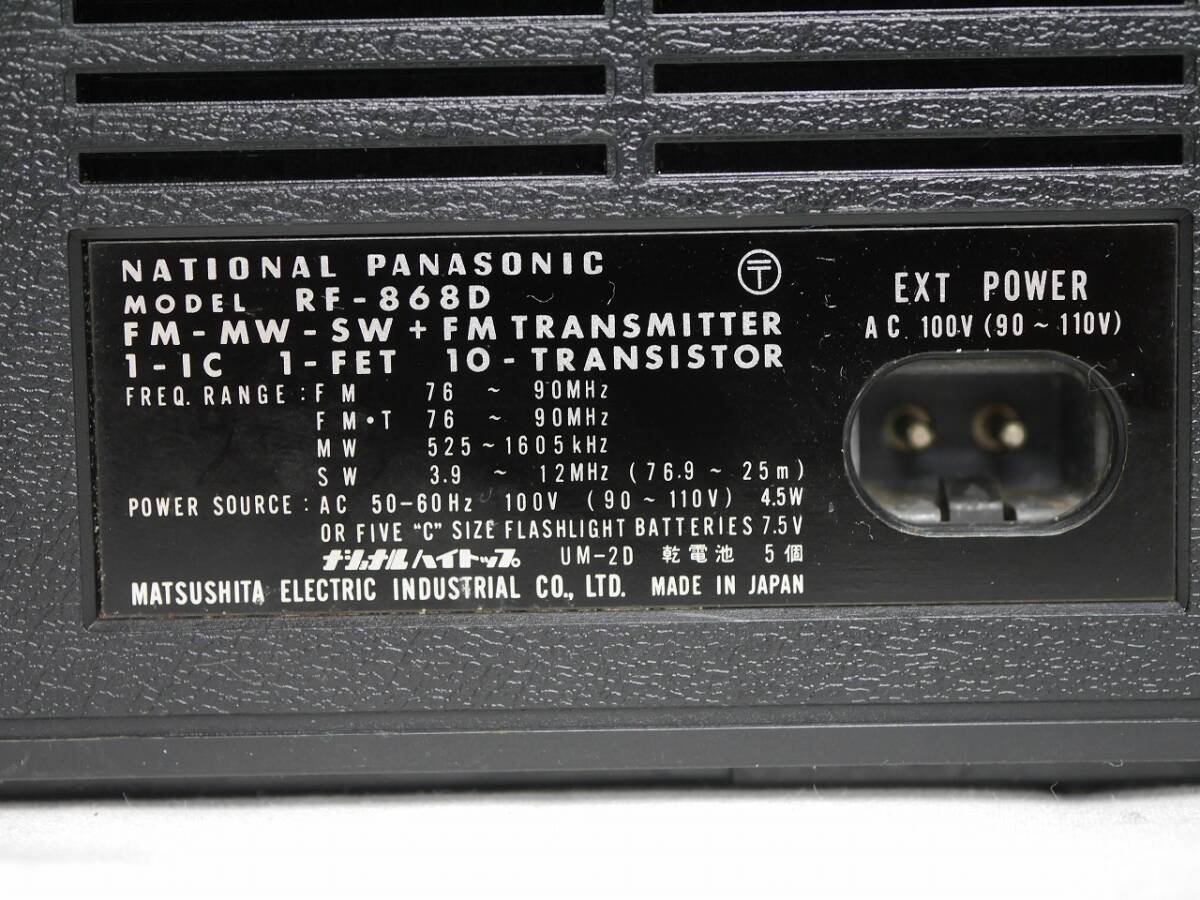 NATIONAL PANASONIC
〒
MODEL RF-868D
FM-MW-SW + FM TRANSMITTER
1-IC 1-FET 10-TRANSISTOR
FREQ. RANGE : FM 76 ~ 90MHz
FM•T 76 ~ 90MHz
MW 525 ~ 1605kHz
SW 3.9 ~ 12MHz (76.9 ~ 25m)
POWER SOURCE : AC 50-60Hz 100V (90 ~ 110V) 4.5W
OR FIVE "C" SIZE FLASHLIGHT BATTERIES 7.5V
ナショナル ハイトップ UM-2D 乾電池 5個
MATSUSHITA ELECTRIC INDUSTRIAL CO., LTD. MADE IN JAPAN
EXT POWER
AC 100V (90 ~ 110V)